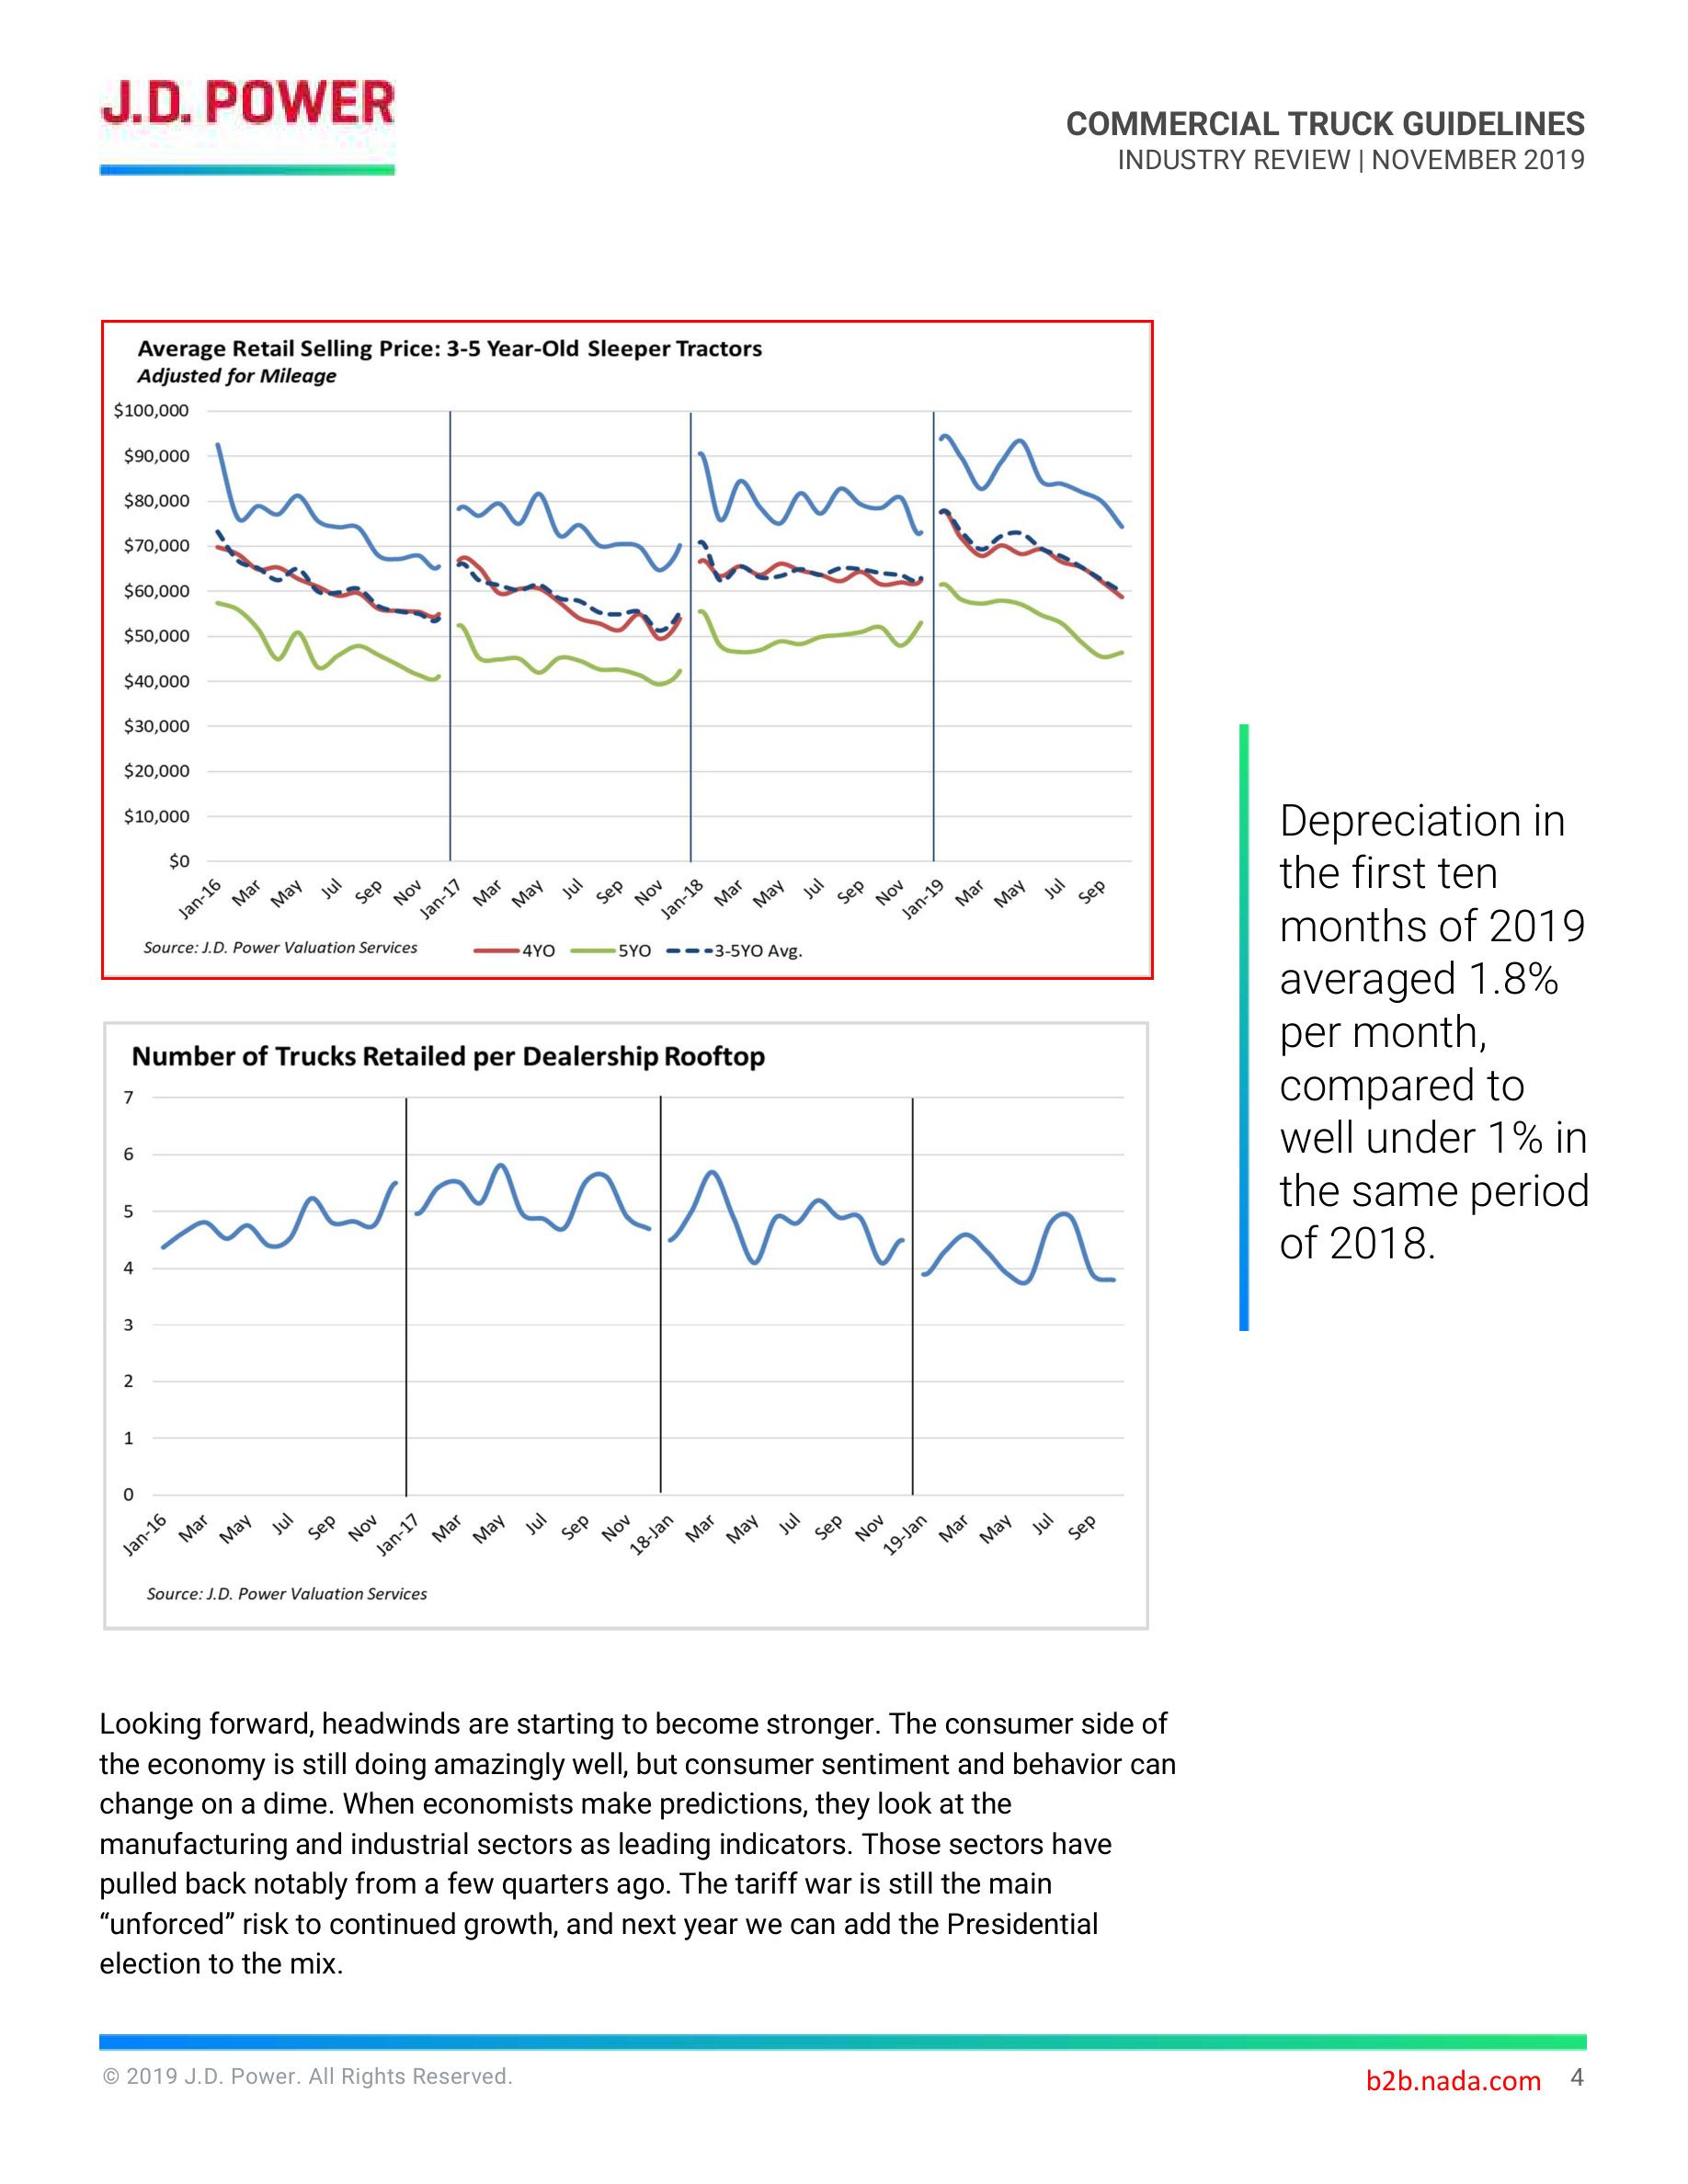 J.D. POWER
COMMERCIAL TRUCK GUIDELINES
INDUSTRY REVIEW | NOVEMBER 2019
Average Retail Selling Price: 3-5 Year-Old Sleeper Tractors
Adjusted for Mileage
$100,000
$90,000
$80,000
$70,000
$60,000
$50,000
$40,000
$30,000
$20,000
$10,000
$0
Jan-16 Mar May Jul Sep Nov Jan-17 Mar May Jul Sep Nov Jan-18 Mar May Jul Sep Nov Jan-19 Mar May Jul Sep
Source: J.D. Power Valuation Services 4YO 5YO 3-5YO Avg.
Depreciation in
the first ten
months of 2019
averaged 1.8%
per month,
compared to
well under 1% in
the same period
of 2018.
Number of Trucks Retailed per Dealership Rooftop
7
6
5
4
3
2
1
0
Jan-16 Mar May Jul Sep Nov Jan-17 Mar May Jul Sep Nov 18-Jan Mar May Jul Sep Nov 19-Jan Mar May Jul Sep
Source: J.D. Power Valuation Services
Looking forward, headwinds are starting to become stronger. The consumer side of
the economy is still doing amazingly well, but consumer sentiment and behavior can
change on a dime. When economists make predictions, they look at the
manufacturing and industrial sectors as leading indicators. Those sectors have
pulled back notably from a few quarters ago. The tariff war is still the main
“unforced” risk to continued growth, and next year we can add the Presidential
election to the mix.
© 2019 J.D. Power. All Rights Reserved.
b2b.nada.com 4